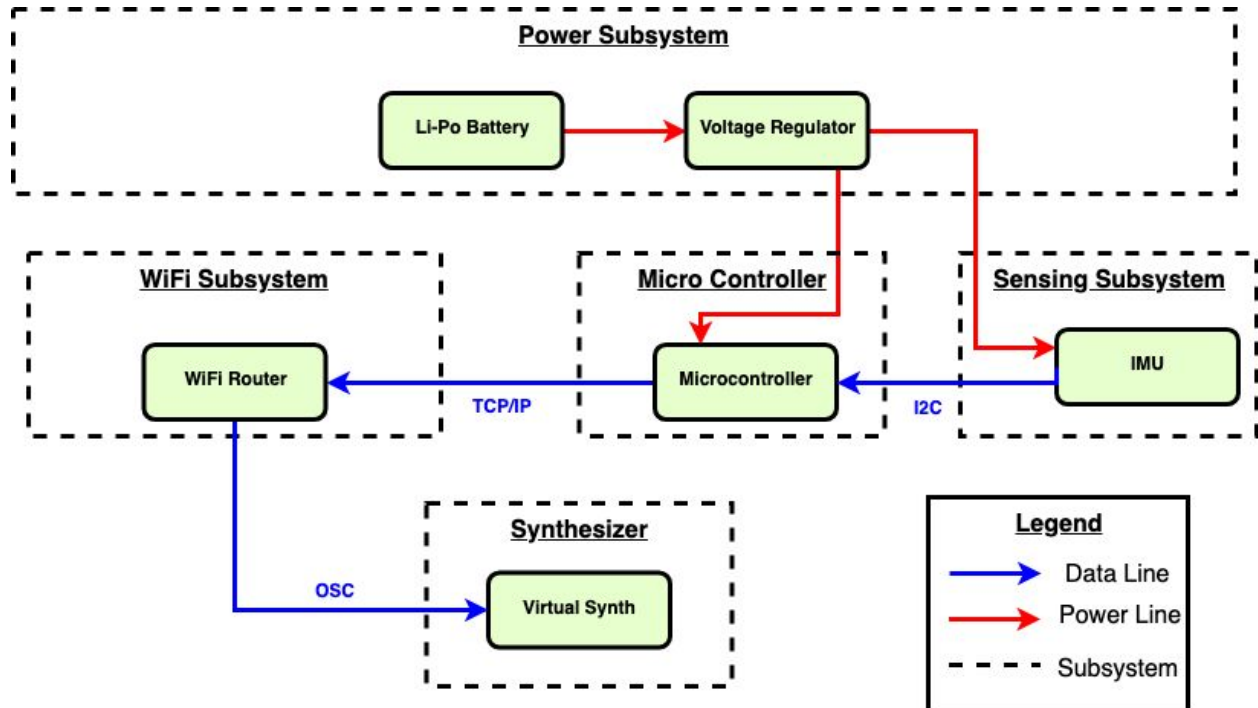 Power Subsystem
Li-Po Battery
Voltage Regulator
WiFi Subsystem
Micro Controller
Sensing Subsystem
WiFi Router
Microcontroller
IMU
TCP/IP
I2C
Synthesizer
Virtual Synth
OSC
Legend
Data Line
Power Line
Subsystem